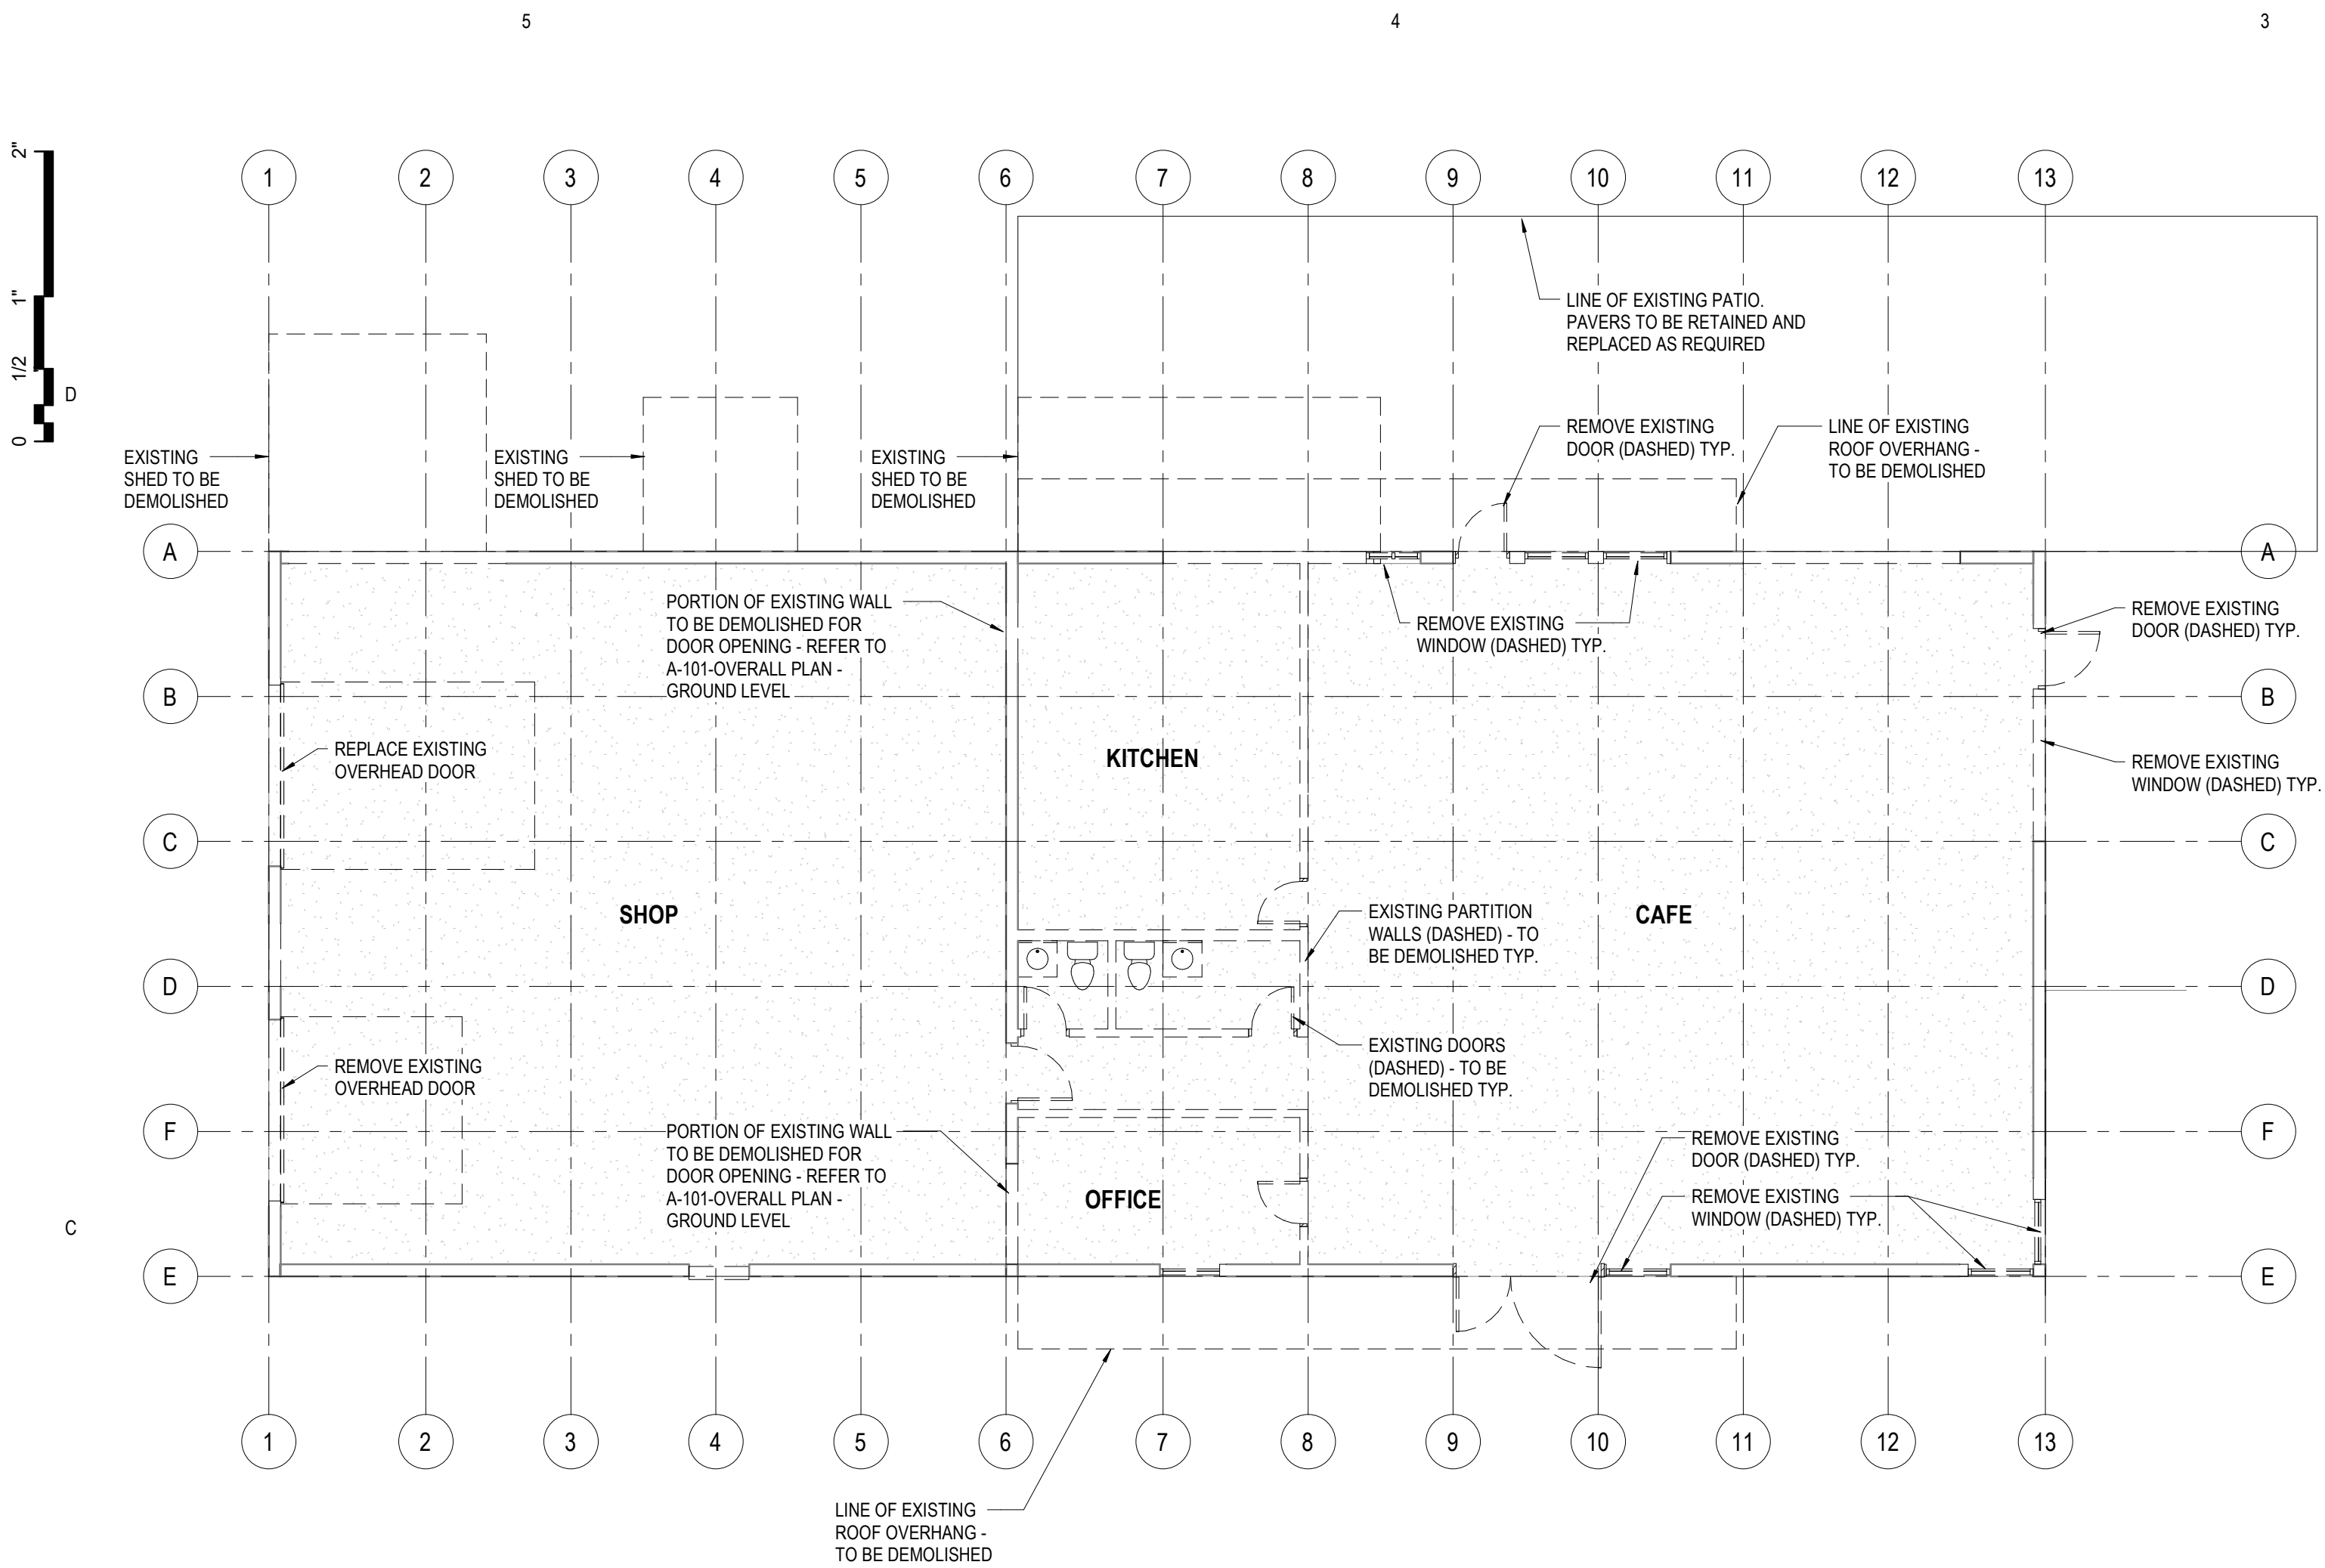 5
4
3
2"
1"
1/2
0
D
C
1
2
3
4
5
6
7
8
9
10
11
12
13
LINE OF EXISTING PATIO.
PAVERS TO BE RETAINED AND
REPLACED AS REQUIRED
EXISTING
SHED TO BE
DEMOLISHED
EXISTING
SHED TO BE
DEMOLISHED
EXISTING
SHED TO BE
DEMOLISHED
REMOVE EXISTING
DOOR (DASHED) TYP.
LINE OF EXISTING
ROOF OVERHANG -
TO BE DEMOLISHED
A
A
PORTION OF EXISTING WALL
TO BE DEMOLISHED FOR
DOOR OPENING - REFER TO
A-101-OVERALL PLAN -
GROUND LEVEL
REMOVE EXISTING
WINDOW (DASHED) TYP.
REMOVE EXISTING
DOOR (DASHED) TYP.
B
B
REPLACE EXISTING
OVERHEAD DOOR
KITCHEN
REMOVE EXISTING
WINDOW (DASHED) TYP.
C
C
SHOP
EXISTING PARTITION
WALLS (DASHED) - TO
BE DEMOLISHED TYP.
CAFE
D
D
REMOVE EXISTING
OVERHEAD DOOR
EXISTING DOORS
(DASHED) - TO BE
DEMOLISHED TYP.
F
F
PORTION OF EXISTING WALL
TO BE DEMOLISHED FOR
DOOR OPENING - REFER TO
A-101-OVERALL PLAN -
GROUND LEVEL
OFFICE
REMOVE EXISTING
DOOR (DASHED) TYP.
REMOVE EXISTING
WINDOW (DASHED) TYP.
E
E
1
2
3
4
5
6
7
8
9
10
11
12
13
LINE OF EXISTING
ROOF OVERHANG -
TO BE DEMOLISHED